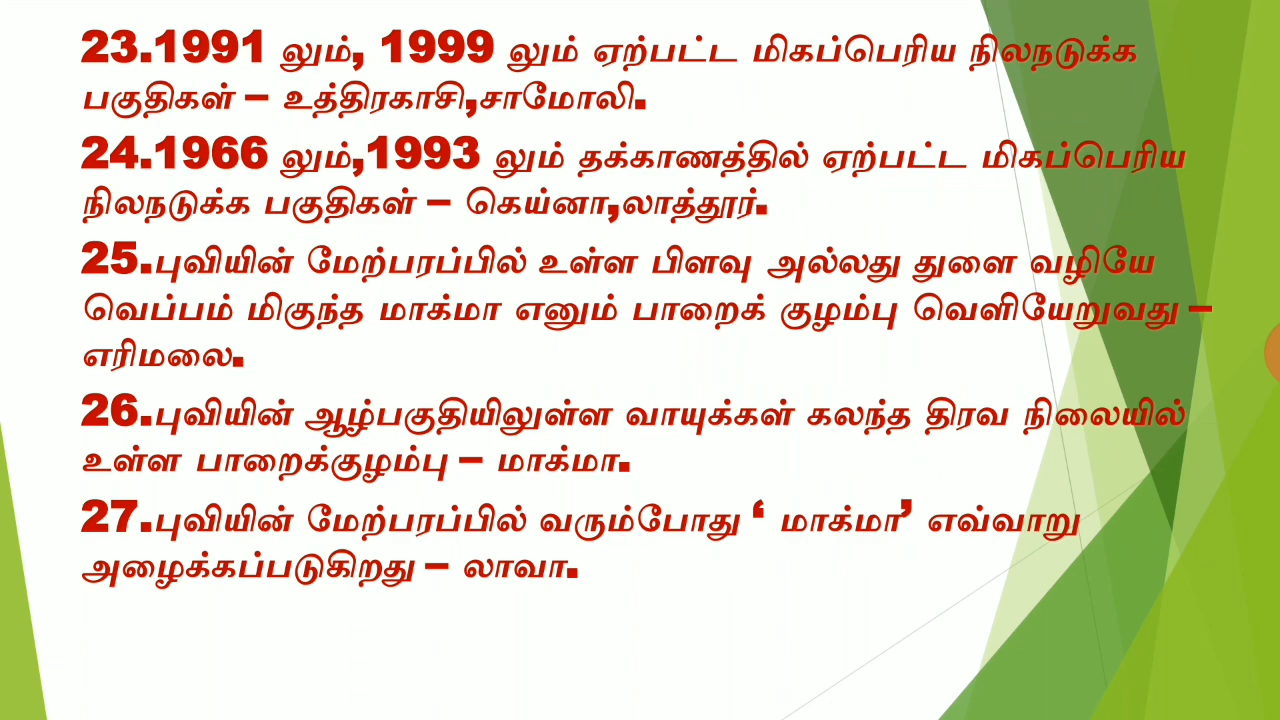 23.1991 லும், 1999 லும் ஏற்பட்ட மிகப்பெரிய நிலநடுக்க
பகுதிகள் – உத்திரகாசி,சாமோலி.
24.1966 லும்,1993 லும் தக்காணத்தில் ஏற்பட்ட மிகப்பெரிய
நிலநடுக்க பகுதிகள் – கெய்னா,லாத்தூர்.
25.புவியின் மேற்பரப்பில் உள்ள பிளவு அல்லது துளை வழியே
வெப்பம் மிகுந்த மாக்மா எனும் பாறைக் குழம்பு வெளியேறுவது –
எரிமலை.
26.புவியின் ஆழ்பகுதியிலுள்ள வாயுக்கள் கலந்த திரவ நிலையில்
உள்ள பாறைக்குழம்பு – மாக்மா.
27.புவியின் மேற்பரப்பில் வரும்போது ‘ மாக்மா’ எவ்வாறு
அழைக்கப்படுகிறது – லாவா.